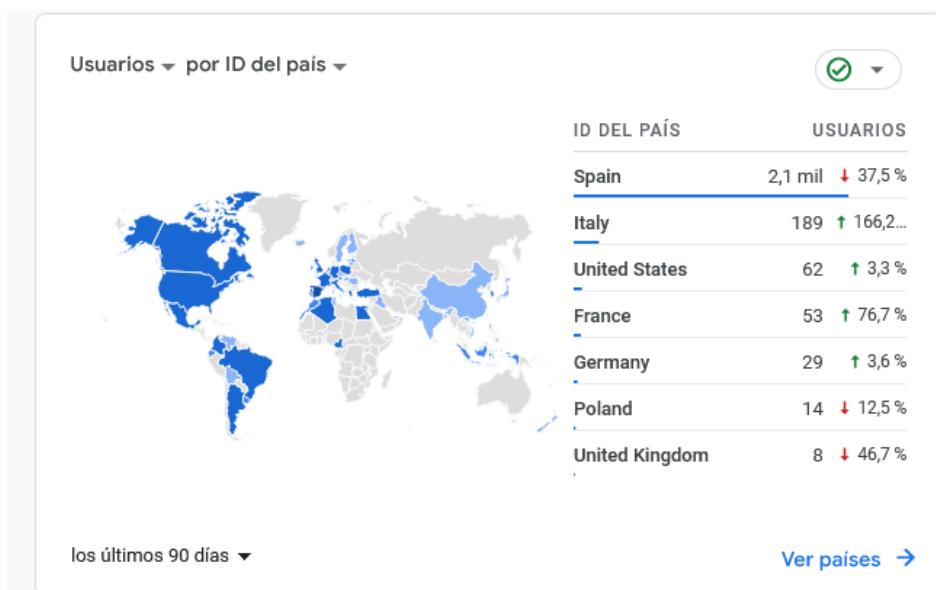 Usuarios por ID del país
ID DEL PAÍS USUARIOS
Spain 2,1 mil ↓ 37,5 %
Italy 189 ↑ 166,2...
United States 62 ↑ 3,3 %
France 53 ↑ 76,7 %
Germany 29 ↑ 3,6 %
Poland 14 ↓ 12,5 %
United Kingdom 8 ↓ 46,7 %
los últimos 90 días
Ver países →